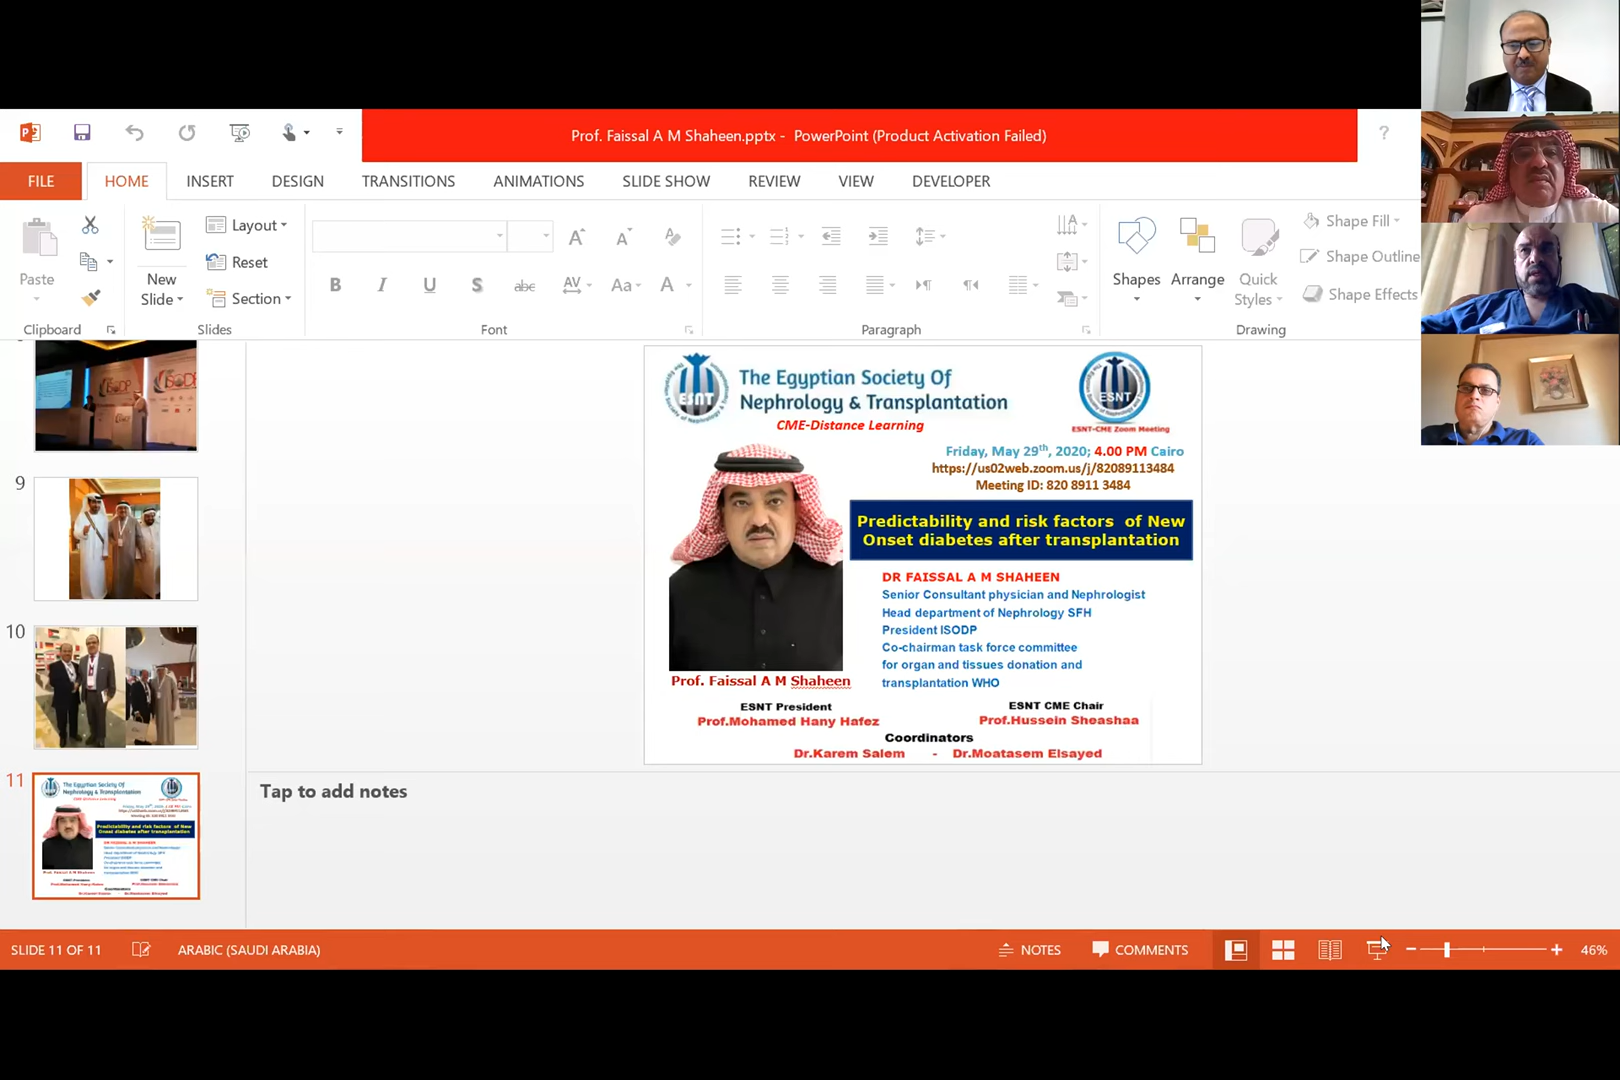 Prof. Faissal A M Shaheen.pptx - PowerPoint (Product Activation Failed)
?
FILE
HOME
INSERT
DESIGN
TRANSITIONS
ANIMATIONS
SLIDE SHOW
REVIEW
VIEW
DEVELOPER
Paste
New
Slide
Layout
Reset
Section
B I U S abc AV Aa A
Shapes
Arrange
Quick
Styles
Shape Fill
Shape Outline
Shape Effects
Clipboard
Slides
Font
Paragraph
Drawing
9
10
11
The Egyptian Society Of
Nephrology & Transplantation
CME-Distance Learning
ESNT
ESNT
ESNT-CME Zoom Meeting
Friday, May 29th, 2020; 4.00 PM Cairo
https://us02web.zoom.us/j/82089113484
Meeting ID: 820 8911 3484
Predictability and risk factors of New
Onset diabetes after transplantation
DR FAISSAL A M SHAHEEN
Senior Consultant physician and Nephrologist
Head department of Nephrology SFH
President ISODP
Co-chairman task force committee
for organ and tissues donation and
transplantation WHO
Prof. Faissal A M Shaheen
ESNT President
Prof.Mohamed Hany Hafez
ESNT CME Chair
Prof.Hussein Sheashaa
Coordinators
Dr.Karem Salem - Dr.Moatasem Elsayed
Tap to add notes
SLIDE 11 OF 11
ARABIC (SAUDI ARABIA)
NOTES
COMMENTS
46%